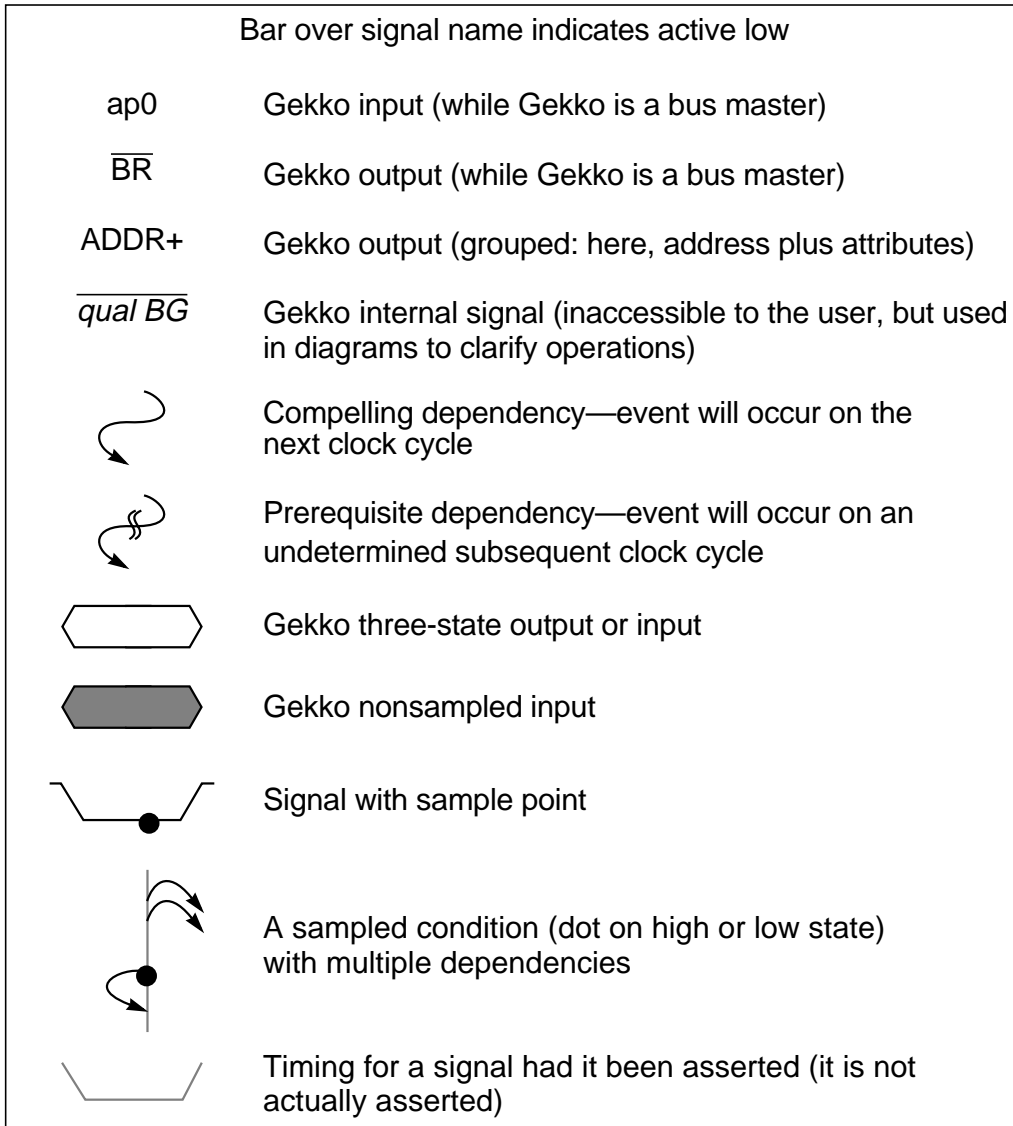 Bar over signal name indicates active low
ap0 Gekko input (while Gekko is a bus master)
BR Gekko output (while Gekko is a bus master)
ADDR+ Gekko output (grouped: here, address plus attributes)
qual BG Gekko internal signal (inaccessible to the user, but used
in diagrams to clarify operations)
Compelling dependency—event will occur on the
next clock cycle
Prerequisite dependency—event will occur on an
undetermined subsequent clock cycle
Gekko three-state output or input
Gekko nonsampled input
Signal with sample point
A sampled condition (dot on high or low state)
with multiple dependencies
Timing for a signal had it been asserted (it is not
actually asserted)